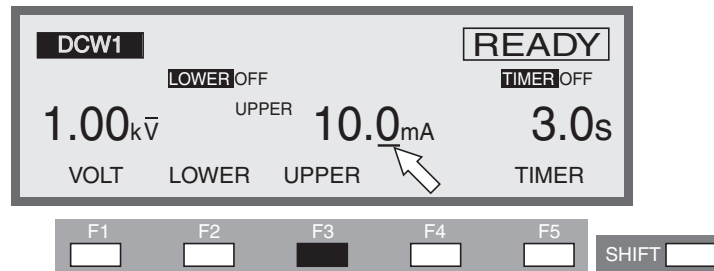 DCW1 READY
LOWER OFF TIMER OFF
1.00kV̅ UPPER 10.0mA 3.0s
VOLT LOWER UPPER TIMER
F1 F2 F3 F4 F5
SHIFT